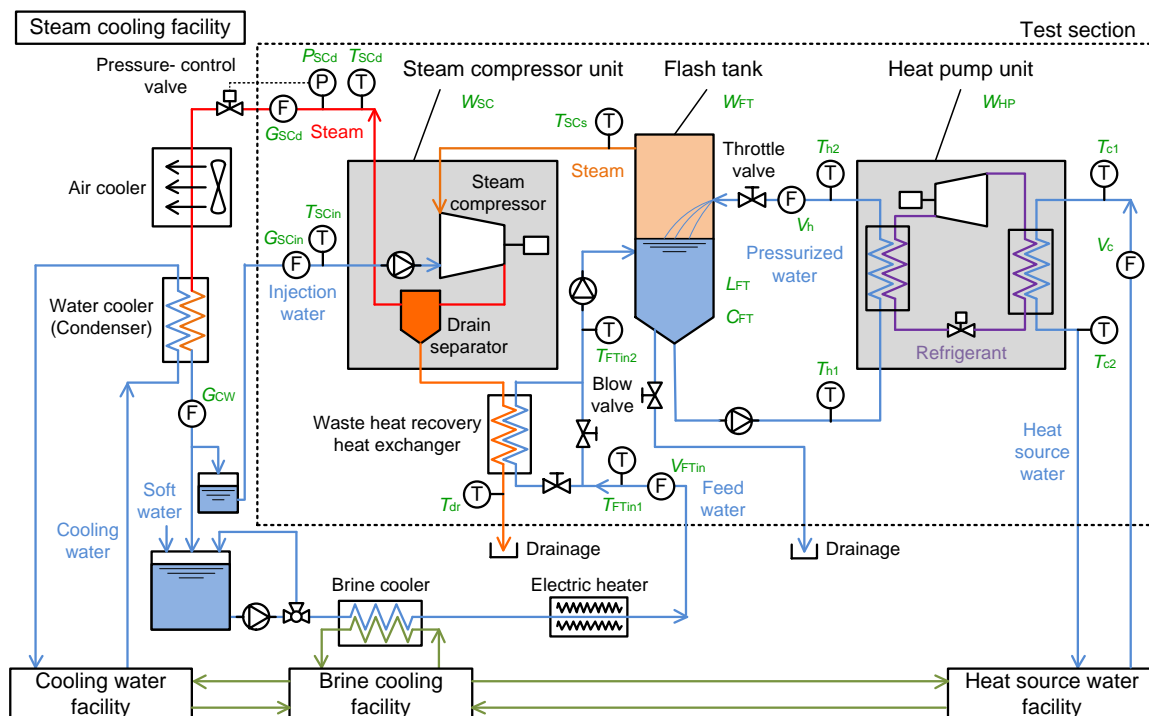 Steam cooling facility
Test section
Pressure- control
valve
PSCd
TSCd
P
T
F
GSCd
Steam
Steam compressor unit
WSC
Flash tank
WFT
Heat pump unit
WHP
TSCs
T
Steam
Throttle
valve
Th2
T
F
Vh
Pressurized
water
Tc1
T
Vc
F
Air cooler
Steam
compressor
TSCin
GSCin
T
F
Injection
water
Water cooler
(Condenser)
Drain
separator
LFT
CFT
T
TFTin2
Refrigerant
T
Tc2
Th1
T
GCW
F
Blow
valve
Waste heat recovery
heat exchanger
Heat
source
water
T
VFTin
F
TFTin1
Feed
water
Tdr
T
Soft
water
Cooling
water
Drainage
Drainage
Brine cooler
Electric heater
Cooling water
facility
Brine cooling
facility
Heat source water
facility